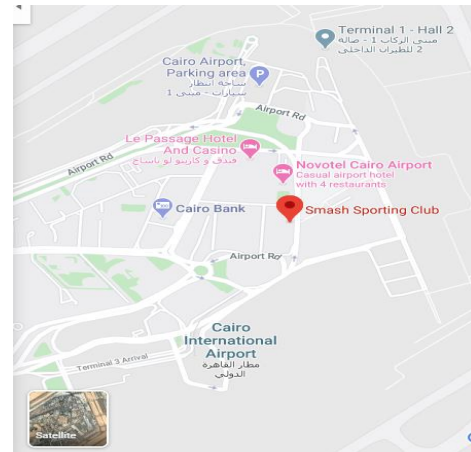 Terminal 1 - Hall 2
مبنى الركاب 1 - صالة
2 للطيران الداخلي
Cairo Airport,
Parking area
ساحة انتظار
سيارات - مبنى 1
P
Airport Rd
Le Passage Hotel
And Casino
فندق و كازينو لو باساج
Airport Rd
Novotel Cairo Airport
Casual airport hotel
with 4 restaurants
Cairo Bank
Smash Sporting Club
Airport Rd
Cairo
International
Airport
مطار القاهرة
الدولي
Terminal 3 Arrival
Satellite